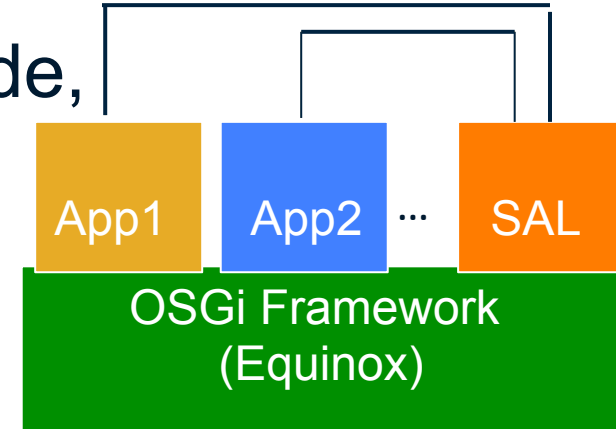 de,
App1
App2
...
SAL
OSGi Framework
(Equinox)